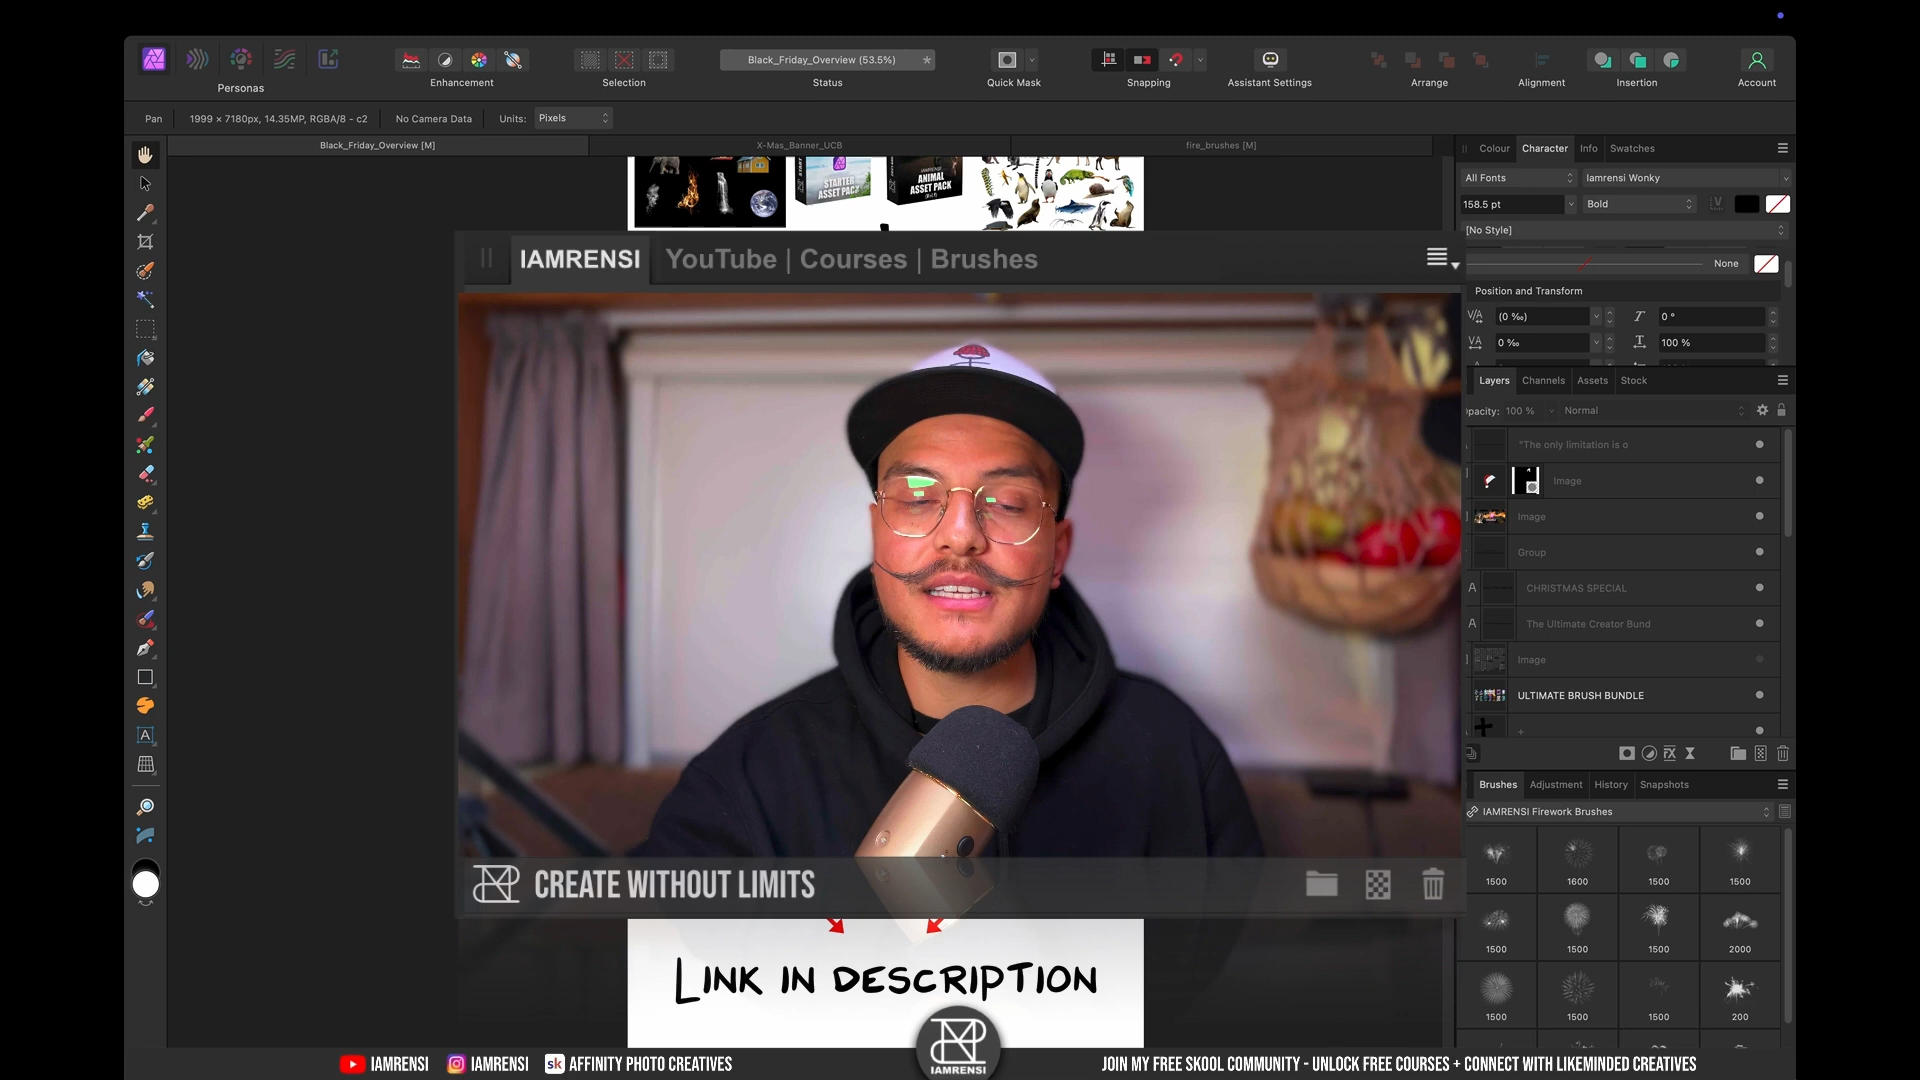 Black_Friday_Overview (53.5%)
Personas
Enhancement
Selection
Status
Quick Mask
Snapping
Assistant Settings
Arrange
Alignment
Insertion
Account
Pan
1999 × 7180px, 14.35MP, RGBA/8 - c2
No Camera Data
Units:
Pixels
Black_Friday_Overview [M]
X-Mas_Banner_UCB
fire_brushes [M]
Colour
Character
Info
Swatches
All Fonts
Iamrensi Wonky
158.5 pt
Bold
[No Style]
None
Position and Transform
(0 ‰)
0 °
0 ‰
100 %
STARTER
ASSET PACK
ANIMAL
ASSET PACK
IAMRENSI
YouTube | Courses | Brushes
Layers
Channels
Assets
Stock
pacity:
100 %
Normal
"The only limitation is o
Image
Image
Group
A
CHRISTMAS SPECIAL
A
The Ultimate Creator Bund
Image
ULTIMATE BRUSH BUNDLE
+
Brushes
Adjustment
History
Snapshots
IAMRENSI Firework Brushes
1500
1600
1500
1500
1500
1500
1500
2000
1500
1500
1500
200
CREATE WITHOUT LIMITS
LINK IN DESCRIPTION
IAMRENSI
IAMRENSI
IAMRENSI
sk
AFFINITY PHOTO CREATIVES
JOIN MY FREE SKOOL COMMUNITY - UNLOCK FREE COURSES + CONNECT WITH LIKEMINDED CREATIVES